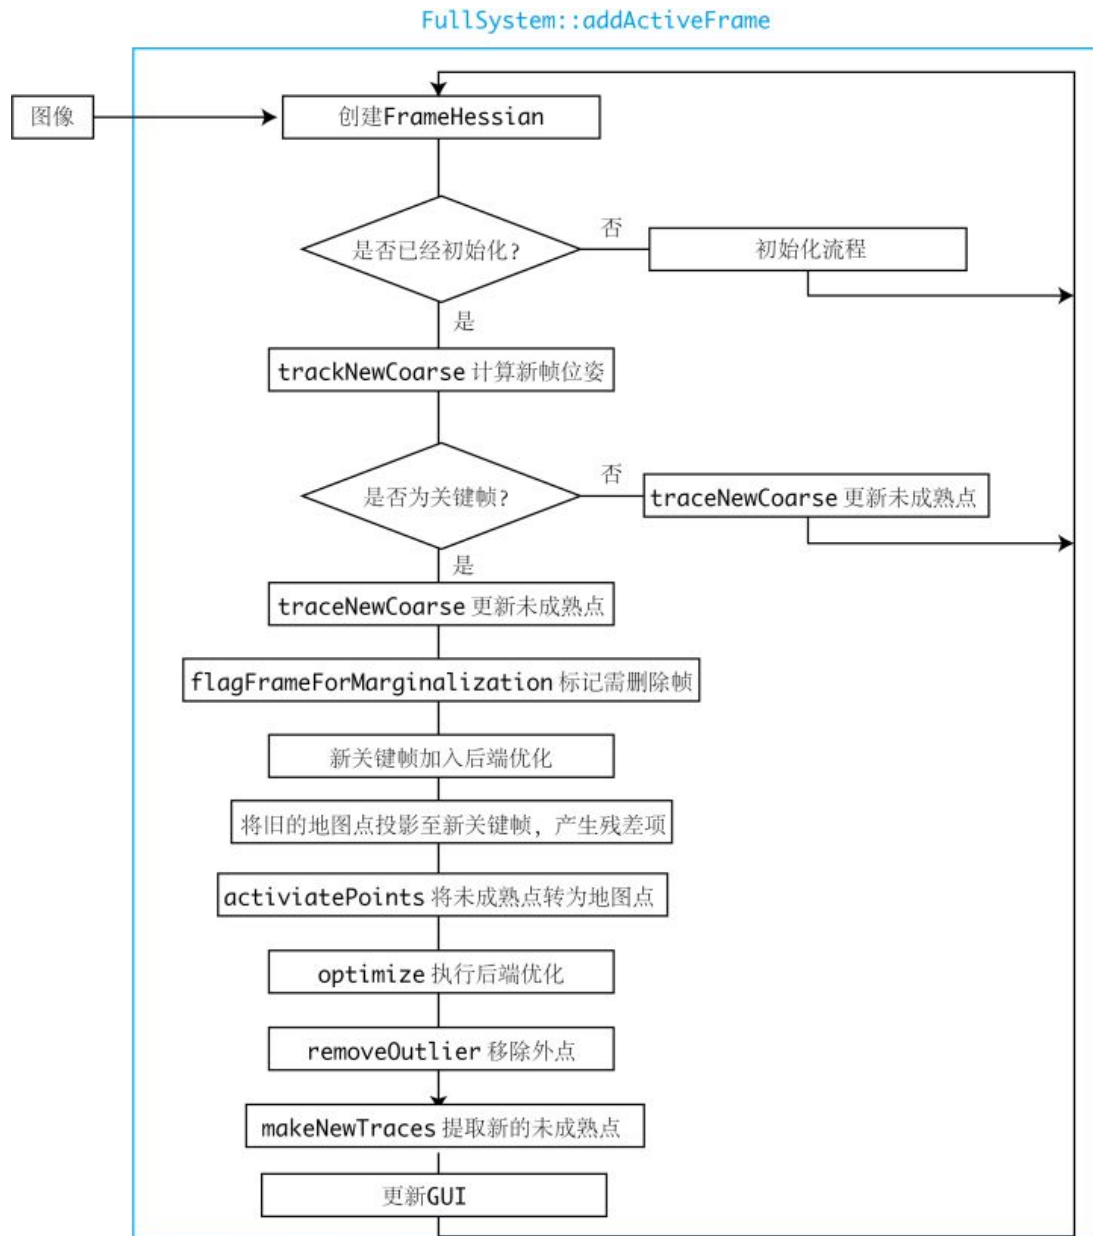 FullSystem::addActiveFrame
图像
创建FrameHessian
是否已经初始化?
否
初始化流程
是
trackNewCoarse 计算新帧位姿
是否为关键帧?
否
traceNewCoarse 更新未成熟点
是
traceNewCoarse 更新未成熟点
flagFrameForMarginalization 标记需删除帧
新关键帧加入后端优化
将旧的地图点投影至新关键帧，产生残差项
activiatePoints 将未成熟点转为地图点
optimize 执行后端优化
removeOutlier 移除外点
makeNewTraces 提取新的未成熟点
更新GUI